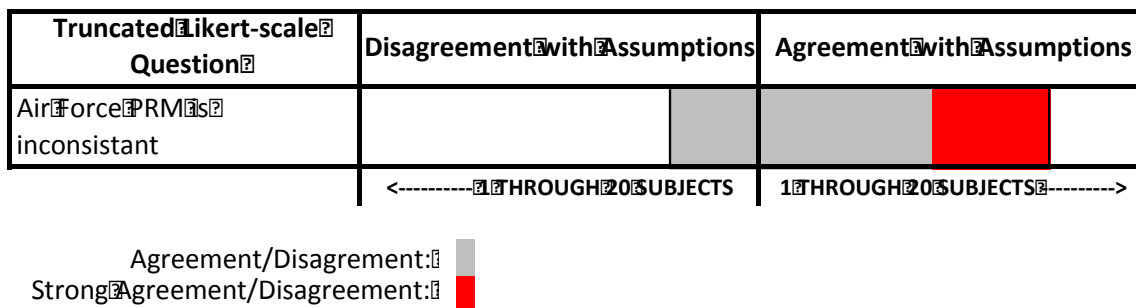 Truncated Likert-scale
Question
Disagreement with Assumptions
Agreement with Assumptions
Air Force PRM is
inconsistant
<----------1 THROUGH 20 SUBJECTS
1 THROUGH 20 SUBJECTS---------->
Agreement/Disagrement:
Strong Agreement/Disagreement: